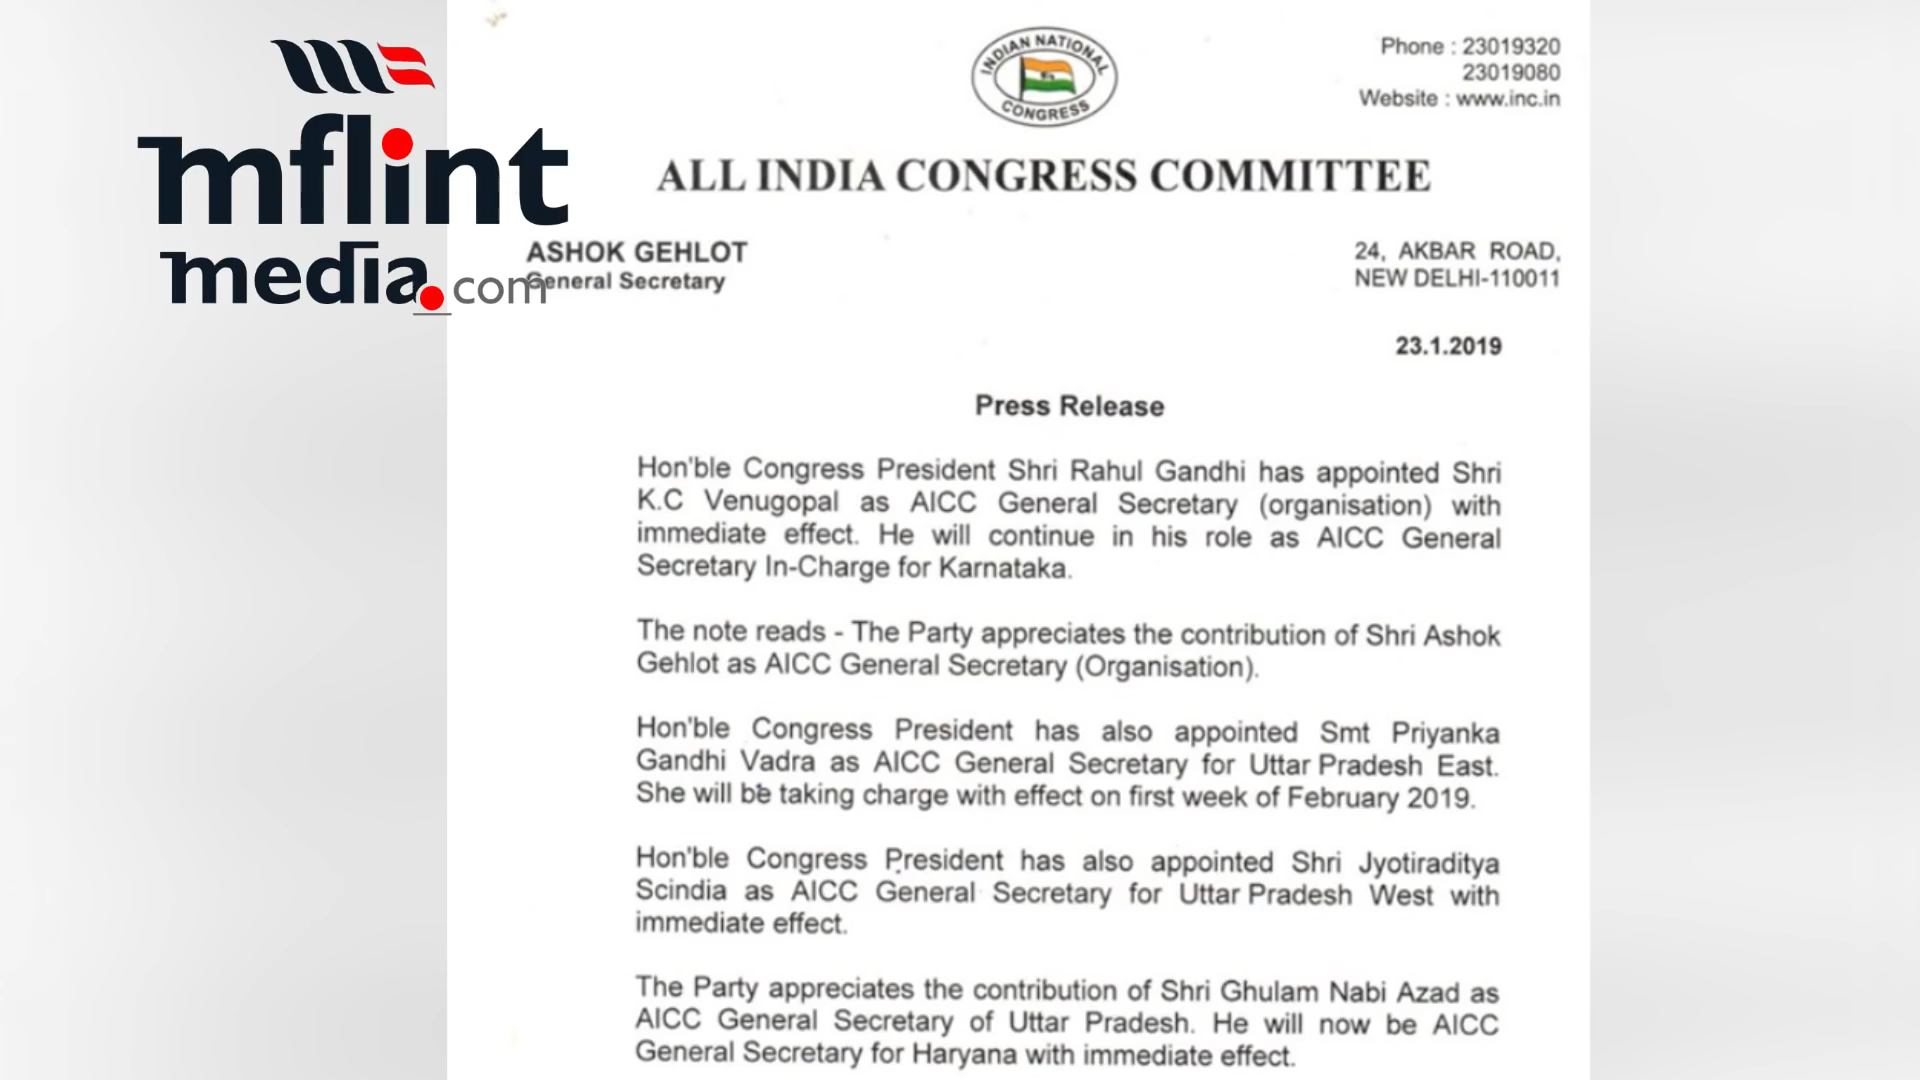 mflint
media.com
INDIAN NATIONAL
CONGRESS
Phone : 23019320
23019080
Website : www.inc.in
ALL INDIA CONGRESS COMMITTEE
ASHOK GEHLOT
General Secretary
24, AKBAR ROAD,
NEW DELHI-110011
23.1.2019
Press Release
Hon'ble Congress President Shri Rahul Gandhi has appointed Shri
K.C Venugopal as AICC General Secretary (organisation) with
immediate effect. He will continue in his role as AICC General
Secretary In-Charge for Karnataka.
The note reads - The Party appreciates the contribution of Shri Ashok
Gehlot as AICC General Secretary (Organisation).
Hon'ble Congress President has also appointed Smt Priyanka
Gandhi Vadra as AICC General Secretary for Uttar Pradesh East.
She will be taking charge with effect on first week of February 2019.
Hon'ble Congress President has also appointed Shri Jyotiraditya
Scindia as AICC General Secretary for Uttar Pradesh West with
immediate effect.
The Party appreciates the contribution of Shri Ghulam Nabi Azad as
AICC General Secretary of Uttar Pradesh. He will now be AICC
General Secretary for Haryana with immediate effect.